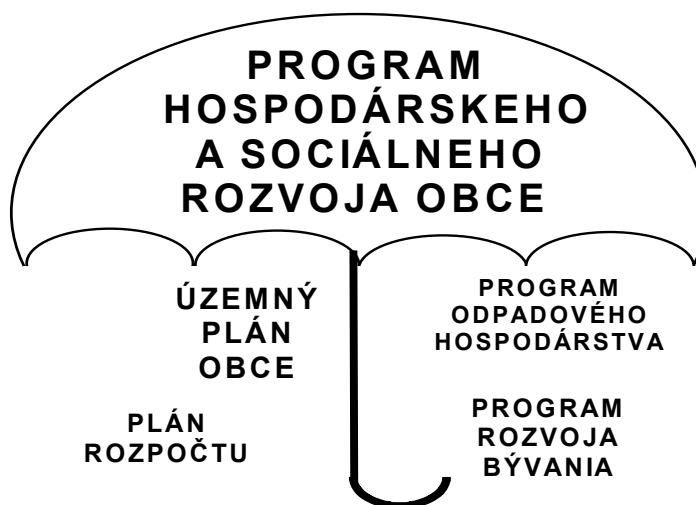 PROGRAM
HOSPODÁRSKEHO
A SOCIÁLNEHO
ROZVOJA OBCE
ÚZEMNÝ
PLÁN
OBCE
PLÁN
ROZPOČTU
PROGRAM
ODPADOVÉHO
HOSPODÁRSTVA
PROGRAM
ROZVOJA
BÝVANIA